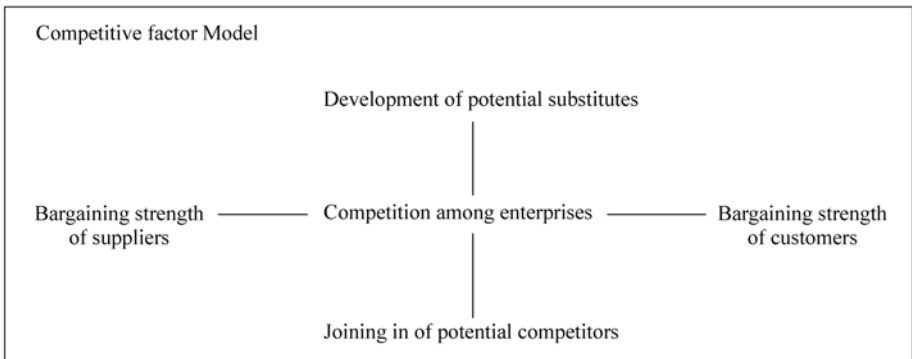 Competitive factor Model
Development of potential substitutes
Bargaining strength
of suppliers
Competition among enterprises
Bargaining strength
of customers
Joining in of potential competitors